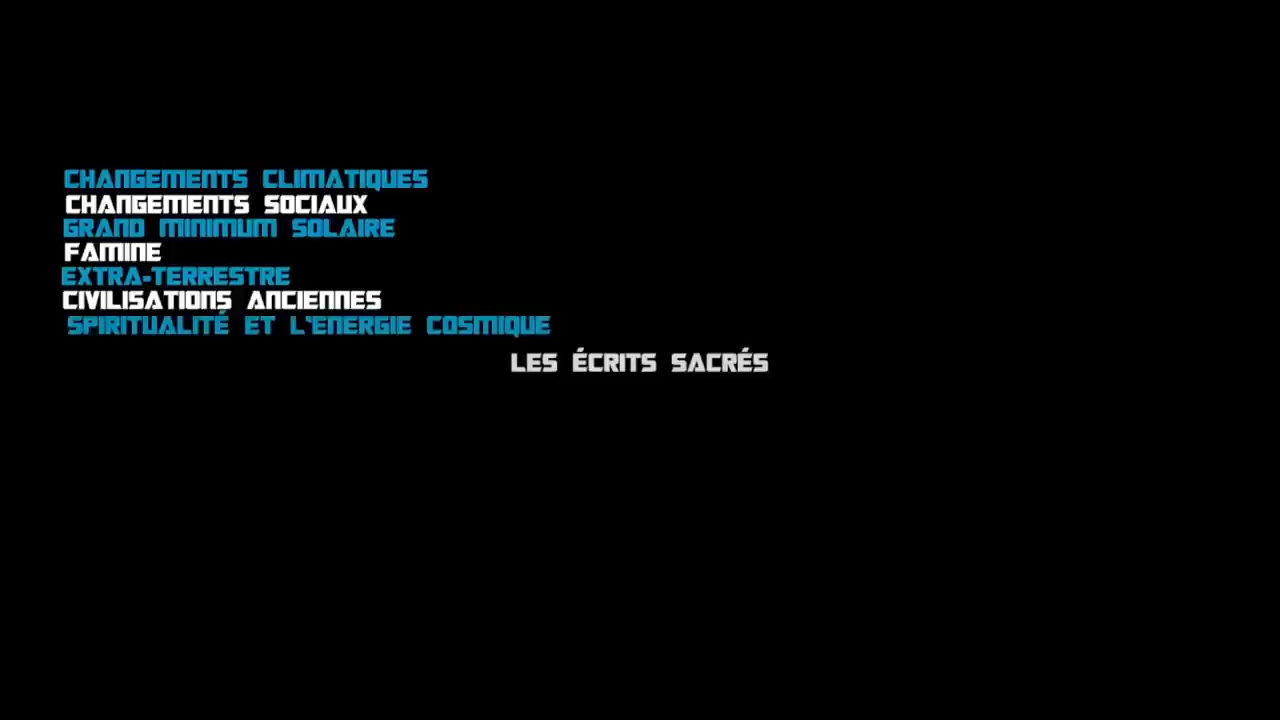 CHANGEMENTS CLIMATIQUES
CHANGEMENTS SOCIAUX
GRAND MINIMUM SOLAIRE
FAMINE
EXTRA-TERRESTRE
CIVILISATIONS ANCIENNES
SPIRITUALITÉ ET L'ENERGIE COSMIQUE
LES ÉCRITS SACRÉS